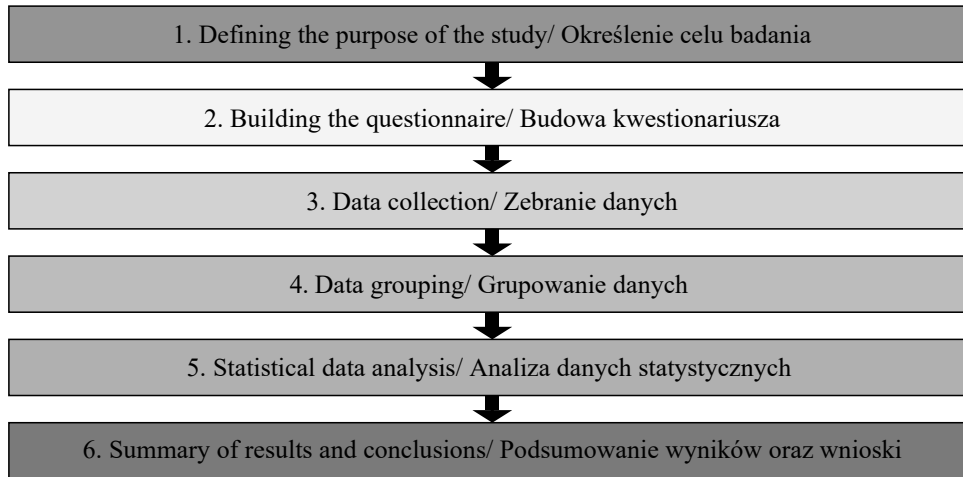 1. Defining the purpose of the study/ Określenie celu badania
2. Building the questionnaire/ Budowa kwestionariusza
3. Data collection/ Zebranie danych
4. Data grouping/ Grupowanie danych
5. Statistical data analysis/ Analiza danych statystycznych
6. Summary of results and conclusions/ Podsumowanie wyników oraz wnioski